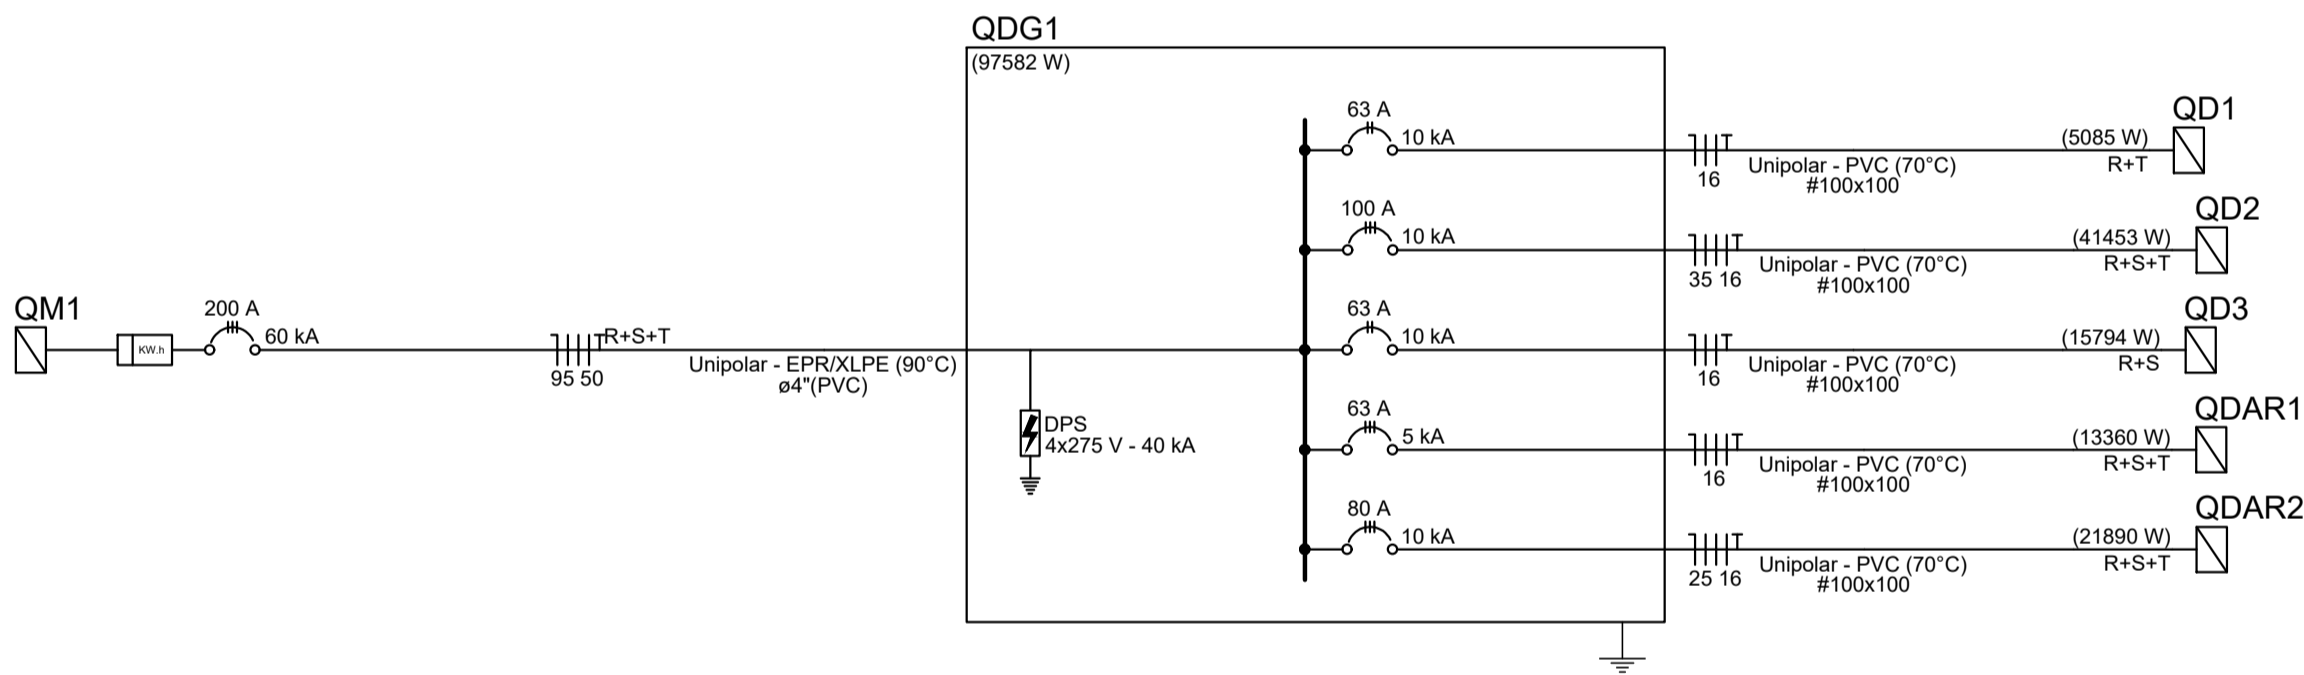 QDG1
(97582 W)
QM1
KW.h
200 A
60 kA
R+S+T
95 50
Unipolar - EPR/XLPE (90°C)
ø4"(PVC)
DPS
4x275 V - 40 kA
63 A
10 kA
16
Unipolar - PVC (70°C)
#100x100
(5085 W)
R+T
QD1
100 A
10 kA
35 16
Unipolar - PVC (70°C)
#100x100
(41453 W)
R+S+T
QD2
63 A
10 kA
16
Unipolar - PVC (70°C)
#100x100
(15794 W)
R+S
QD3
63 A
5 kA
16
Unipolar - PVC (70°C)
#100x100
(13360 W)
R+S+T
QDAR1
80 A
10 kA
25 16
Unipolar - PVC (70°C)
#100x100
(21890 W)
R+S+T
QDAR2